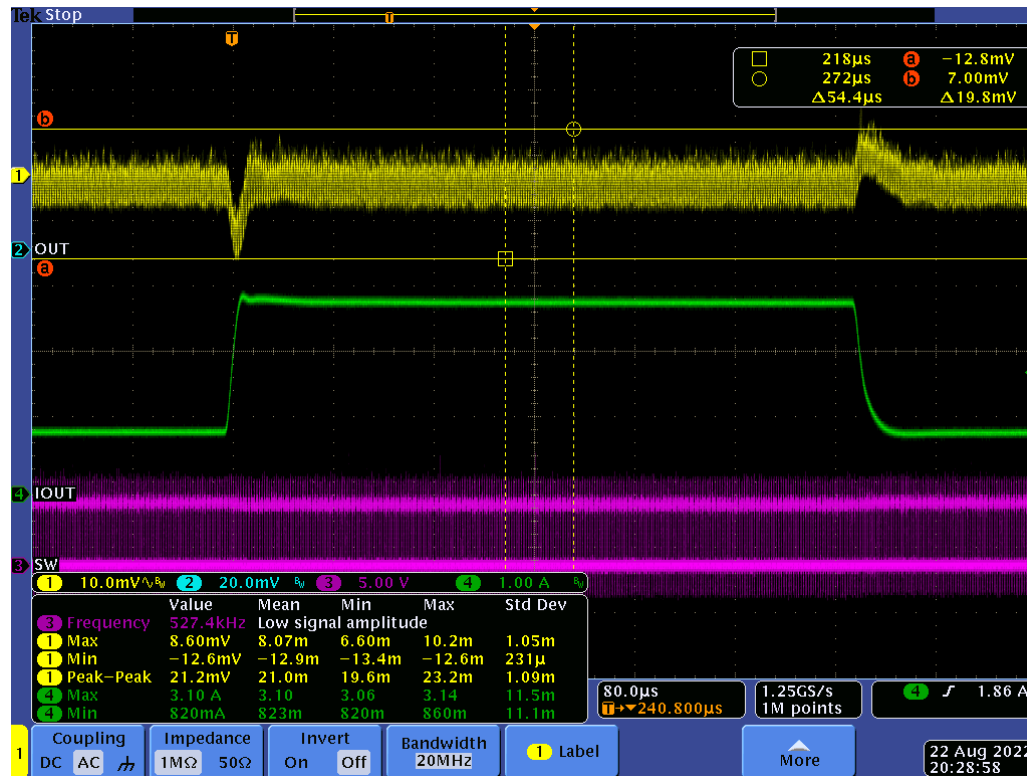 Tek Stop
T
T
218µs a −12.8mV
272µs b 7.00mV
Δ54.4µs Δ19.8mV
b
1
2 OUT
a
4 IOUT
3 SW
1 10.0mV∿BW 2 20.0mV BW 3 5.00 V 4 1.00 A BW
Value Mean Min Max Std Dev
3 Frequency 527.4kHz Low signal amplitude
1 Max 8.60mV 8.07m 6.60m 10.2m 1.05m
1 Min −12.6mV −12.9m −13.4m −12.6m 231µ
1 Peak−Peak 21.2mV 21.0m 19.6m 23.2m 1.09m
4 Max 3.10 A 3.10 3.06 3.14 11.5m
4 Min 820mA 823m 820m 860m 11.1m
80.0µs
T→▼240.800µs
1.25GS/s
1M points
4 ∫ 1.86 A
1
Coupling
DC AC
Impedance
1MΩ 50Ω
Invert
On Off
Bandwidth
20MHz
1 Label
More
22 Aug 2022
20:28:58